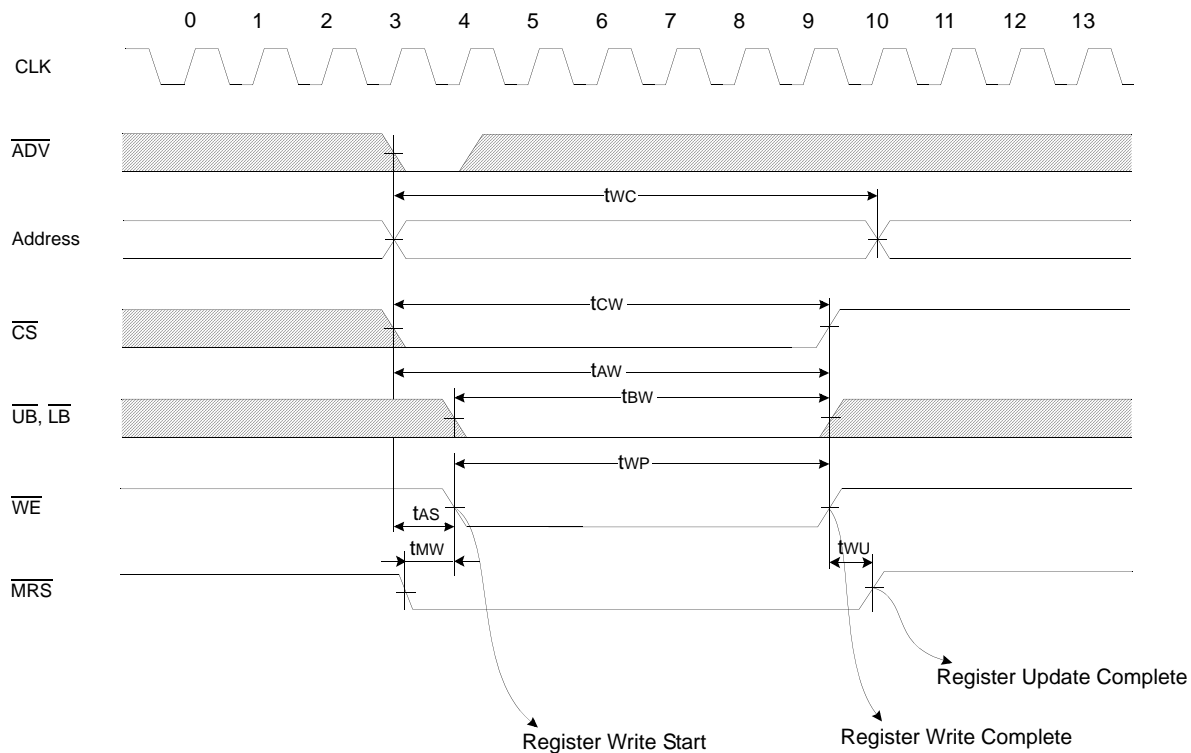 0 1 2 3 4 5 6 7 8 9 10 11 12 13
CLK
ADV
tWC
Address
tCW
CS
tAW
tBW
UB, LB
tWP
WE
tAS
tMW
tWU
MRS
Register Update Complete
Register Write Start
Register Write Complete